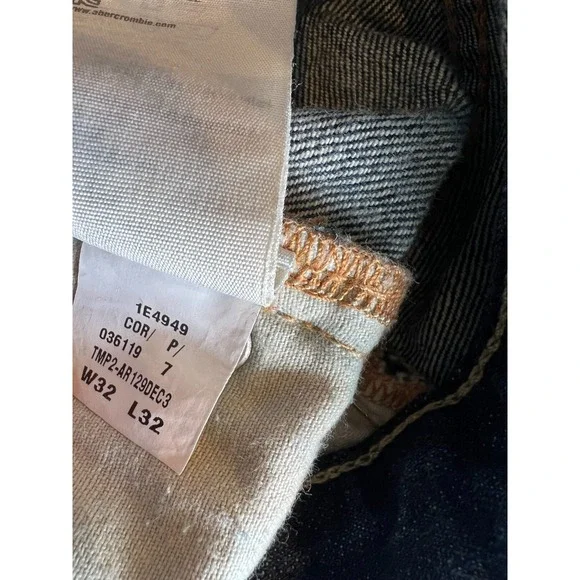 www.abercrombie.com
1E4949
COR/ P/
036119 7
TMP2-AR129DEC3
W32 L32